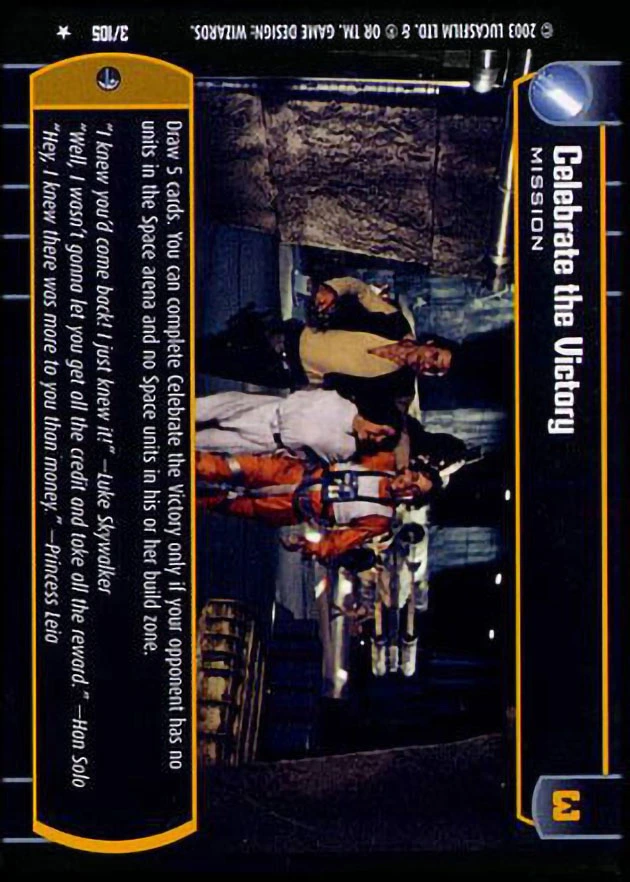 Celebrate the Victory
MISSION
3
Draw 5 cards. You can complete Celebrate the Victory only if your opponent has no
units in the Space arena and no Space units in his or her build zone.
"I knew you'd come back! I just knew it!" —Luke Skywalker
"Well, I wasn't gonna let you get all the credit and take all the reward." —Han Solo
"Hey, I knew there was more to you than money." —Princess Leia
© 2003 LUCASFILM LTD. & ® OR TM. GAME DESIGN: WIZARDS.
3/105 ★